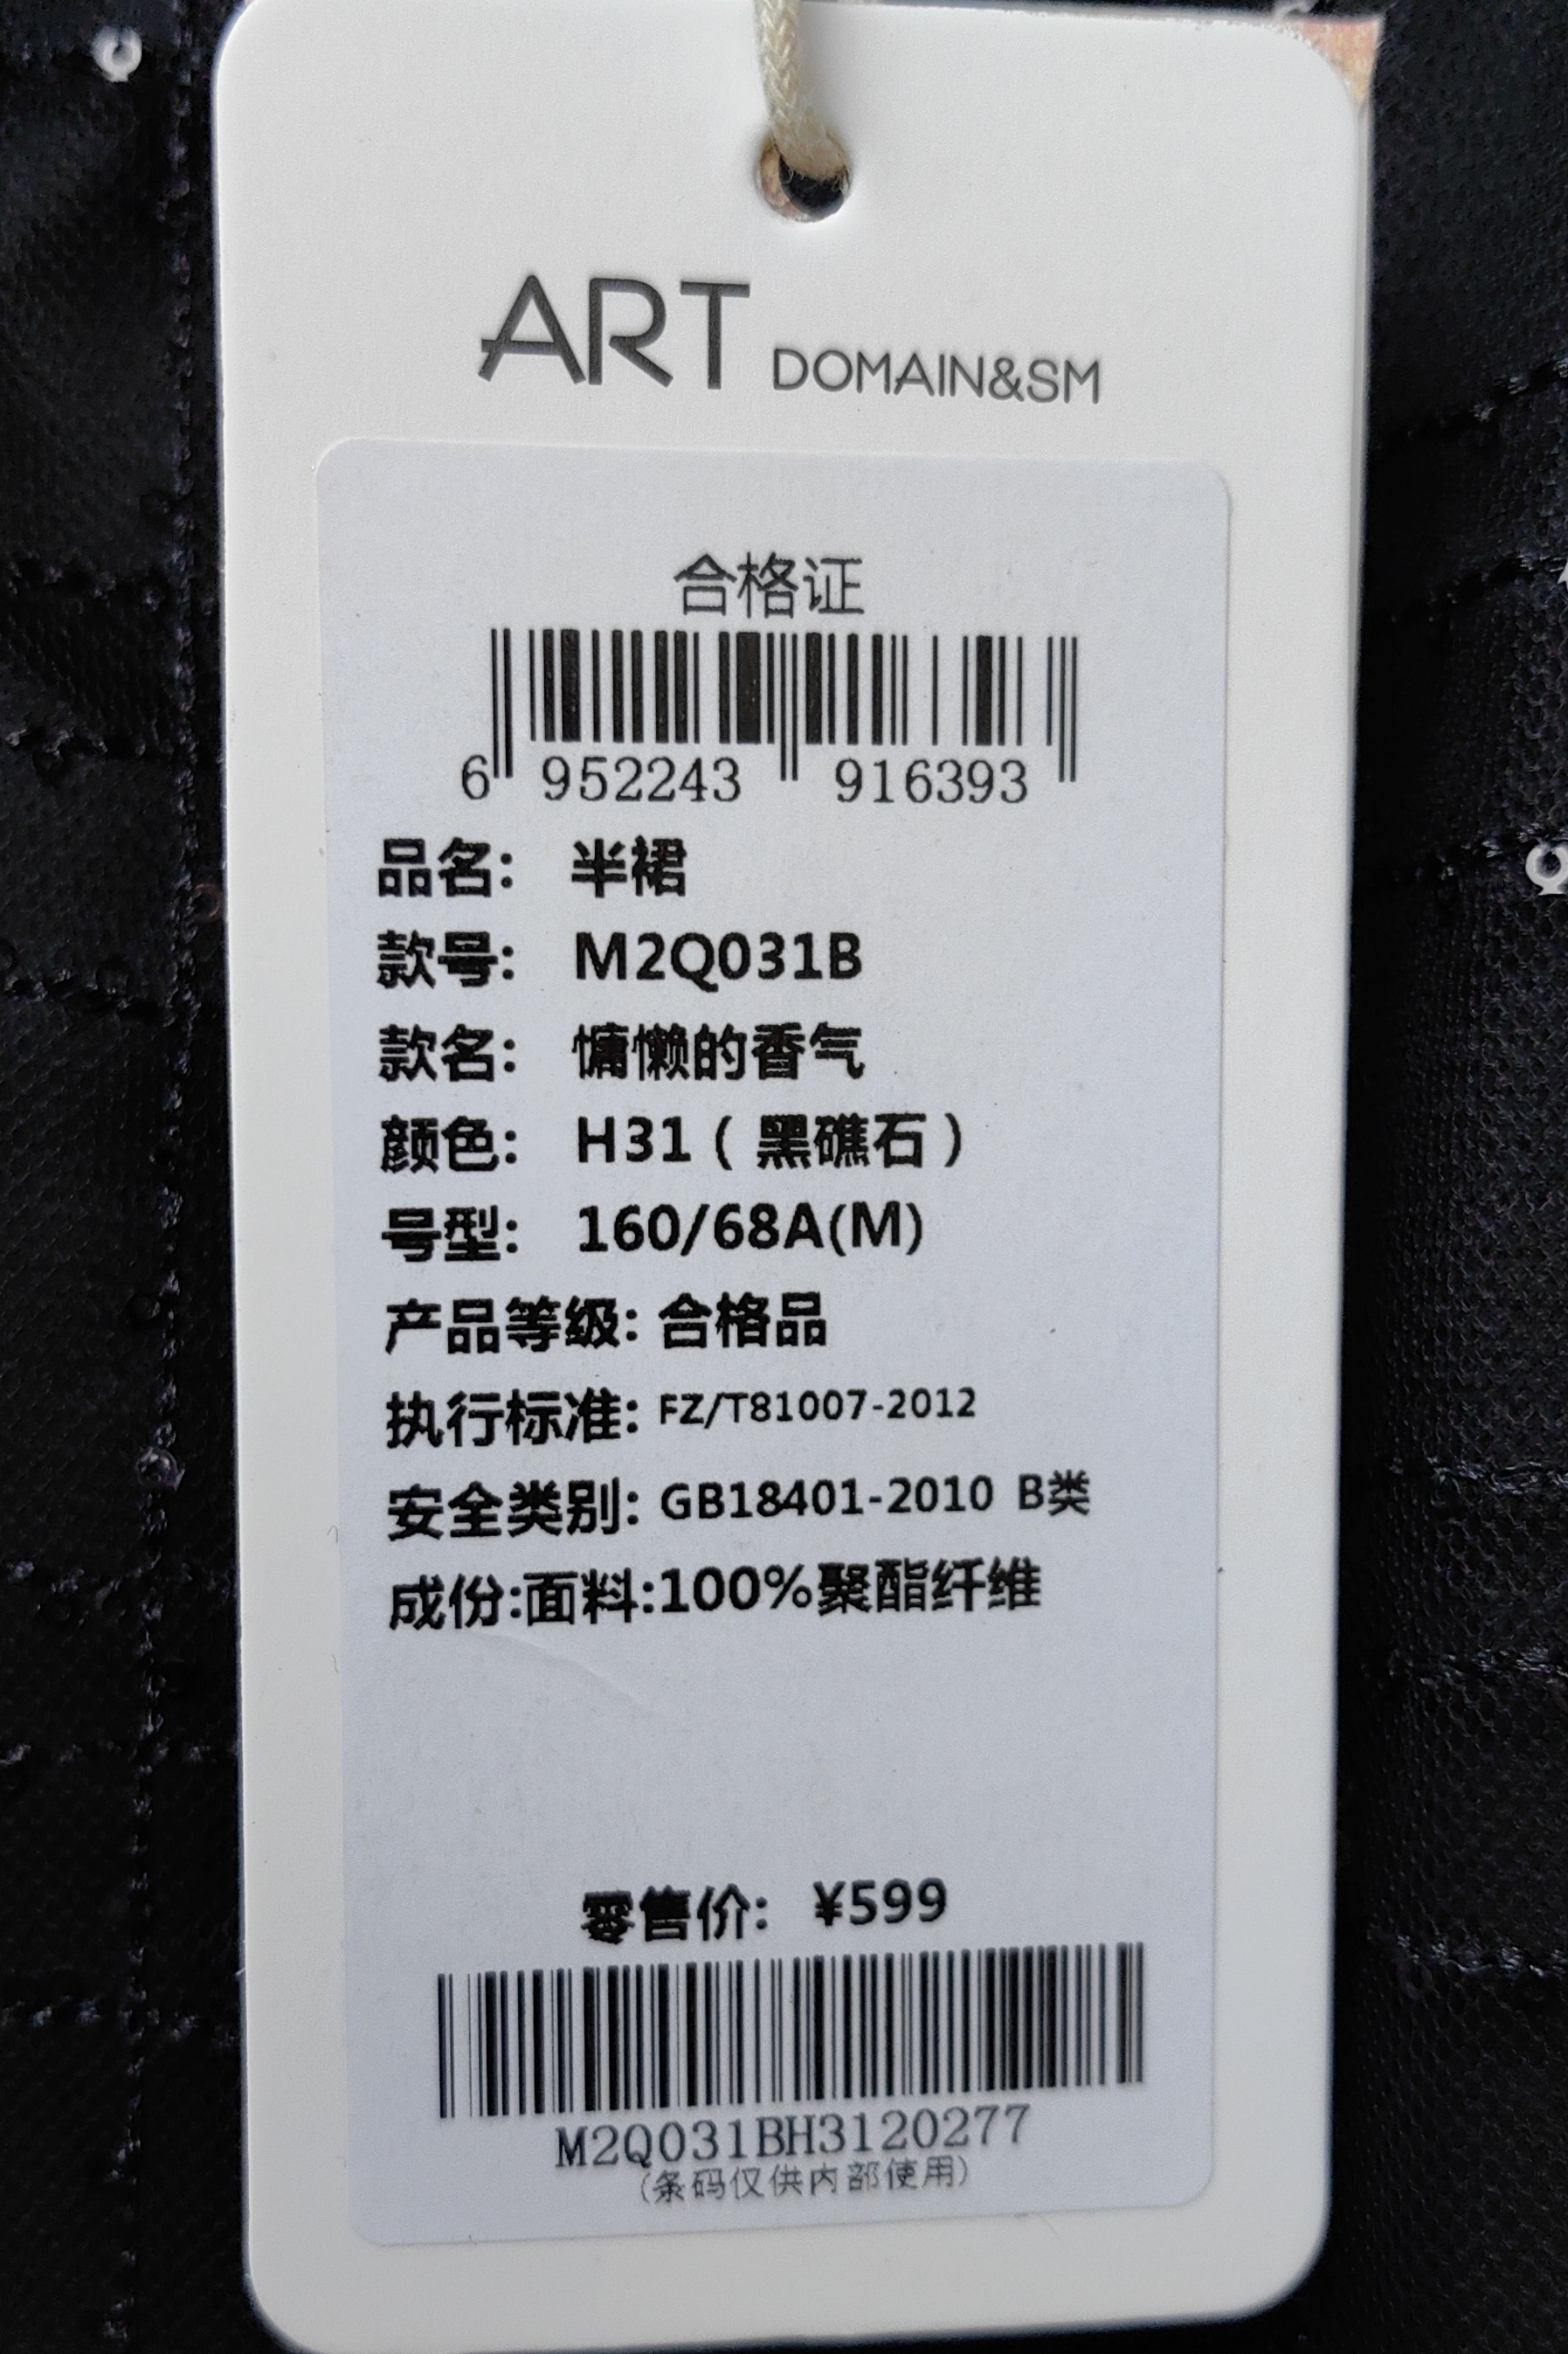 ART DOMAIN&SM
合格证
6 952243 916393
品名: 半裙
款号: M2Q031B
款名: 慵懒的香气
颜色: H31（黑礁石）
号型: 160/68A(M)
产品等级: 合格品
执行标准: FZ/T81007-2012
安全类别: GB18401-2010 B类
成份:面料:100%聚酯纤维
零售价: ¥599
M2Q031BH3120277
(条码仅供内部使用)